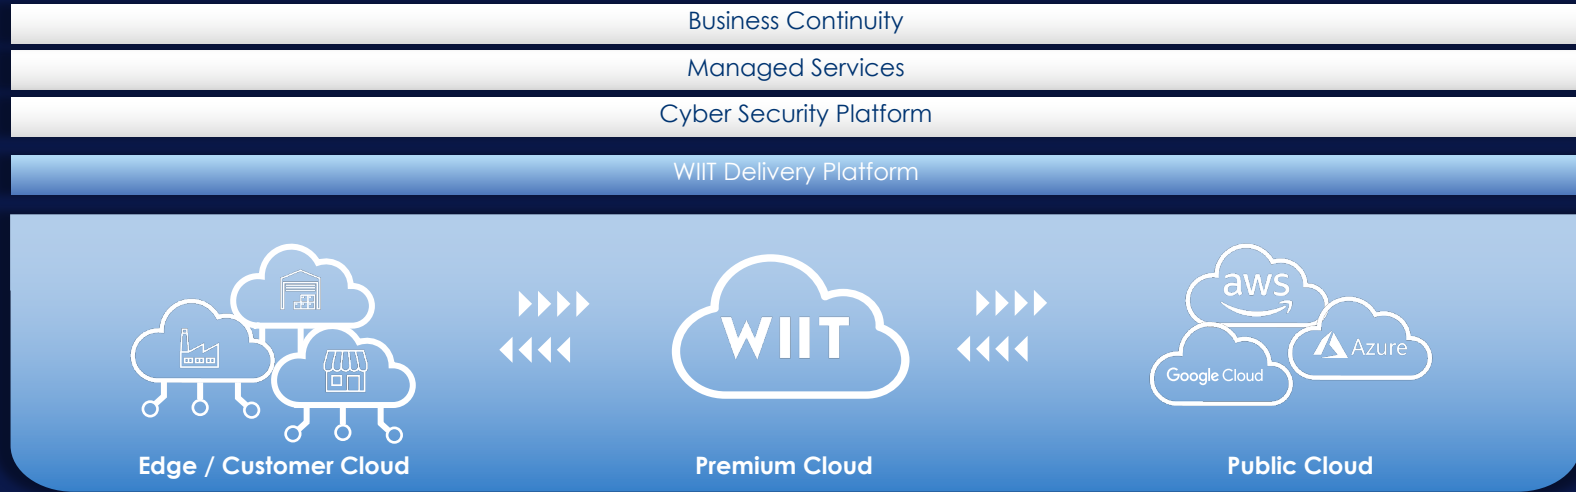 Business Continuity
Managed Services
Cyber Security Platform
WIIT Delivery Platform
WIIT
aws
Azure
Google Cloud
Edge / Customer Cloud
Premium Cloud
Public Cloud